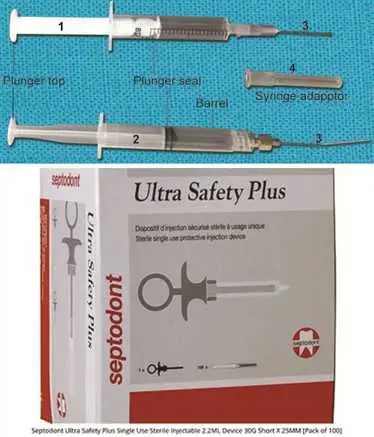 1
3
4
Plunger top
Plunger seal
Syringe adapptor
Barrel
2
3
septodont
Ultra Safety Plus
Dispositif d'injection sécurisé stérile à usage unique
Sterile single use protective injection device
Ultra Safety Plus
septodont
septodont
Septodont Ultra Safety Plus Single Use Sterile Injectable 2.2ML Device 30G Short X 25MM [Pack of 100]